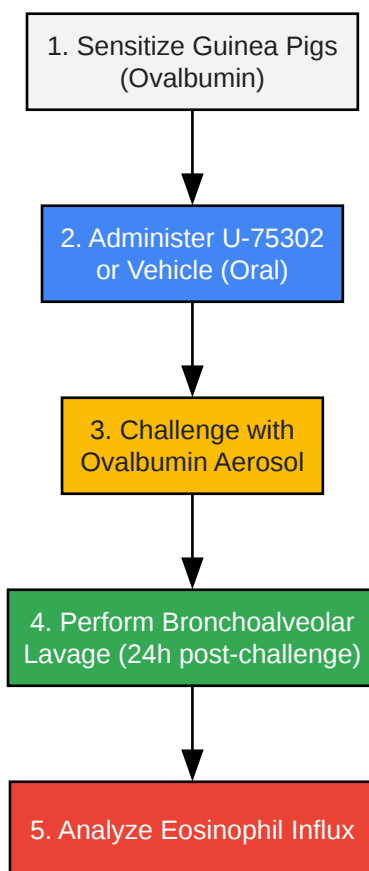 1. Sensitize Guinea Pigs
(Ovalbumin)
2. Administer U-75302
or Vehicle (Oral)
3. Challenge with
Ovalbumin Aerosol
4. Perform Bronchoalveolar
Lavage (24h post-challenge)
5. Analyze Eosinophil Influx